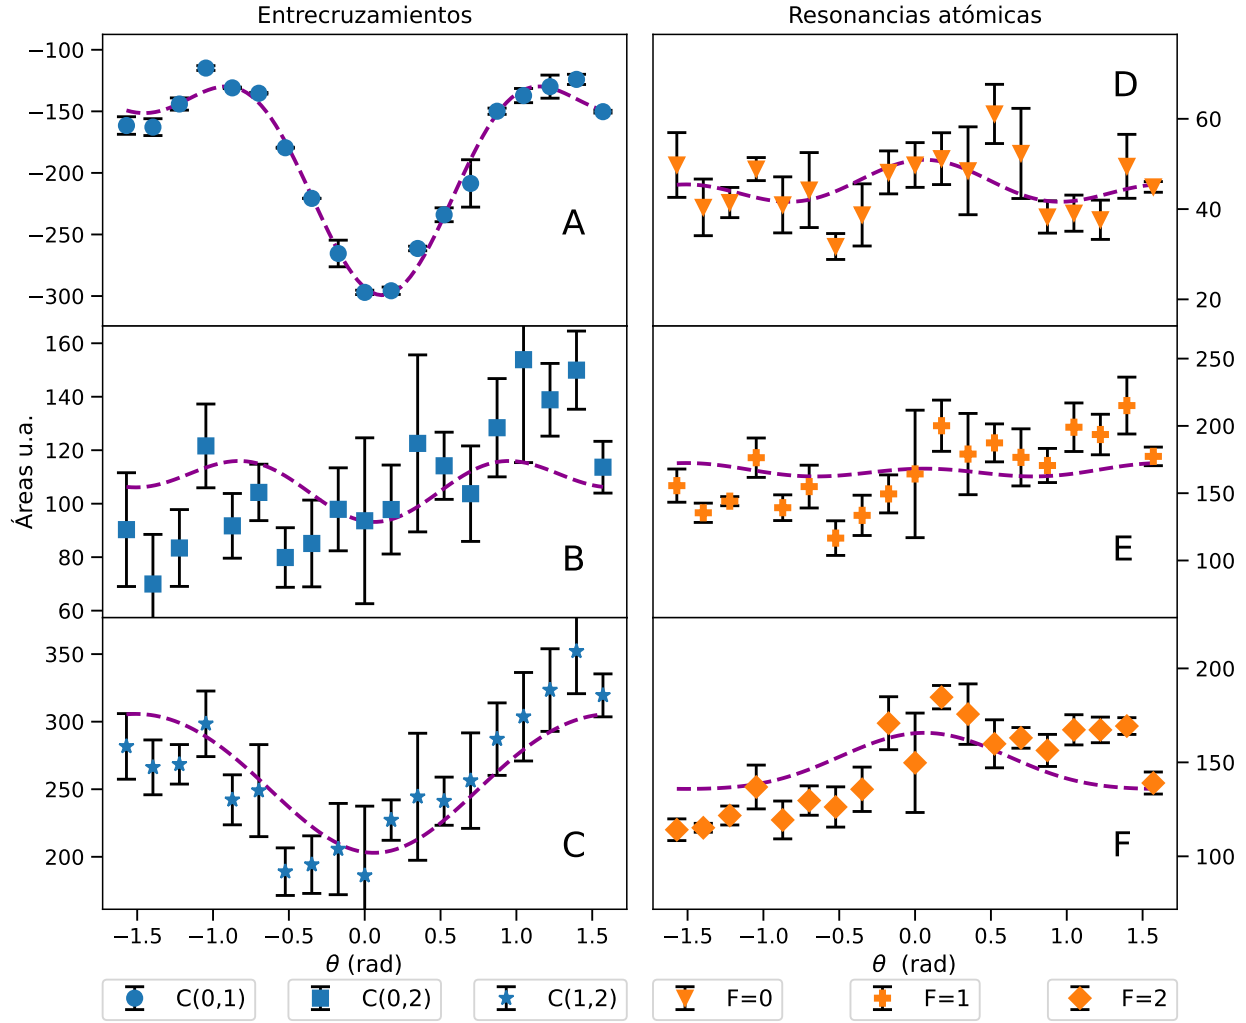 Entrecruzamientos
Resonancias atómicas
−100
−150
−200
−250
−300
A
D
60
40
20
160
140
120
100
80
60
Áreas u.a.
B
250
200
150
100
E
350
300
250
200
C
200
150
100
F
−1.5 −1.0 −0.5 0.0 0.5 1.0 1.5
−1.5 −1.0 −0.5 0.0 0.5 1.0 1.5
θ (rad)
θ (rad)
C(0,1) C(0,2) C(1,2) F=0 F=1 F=2